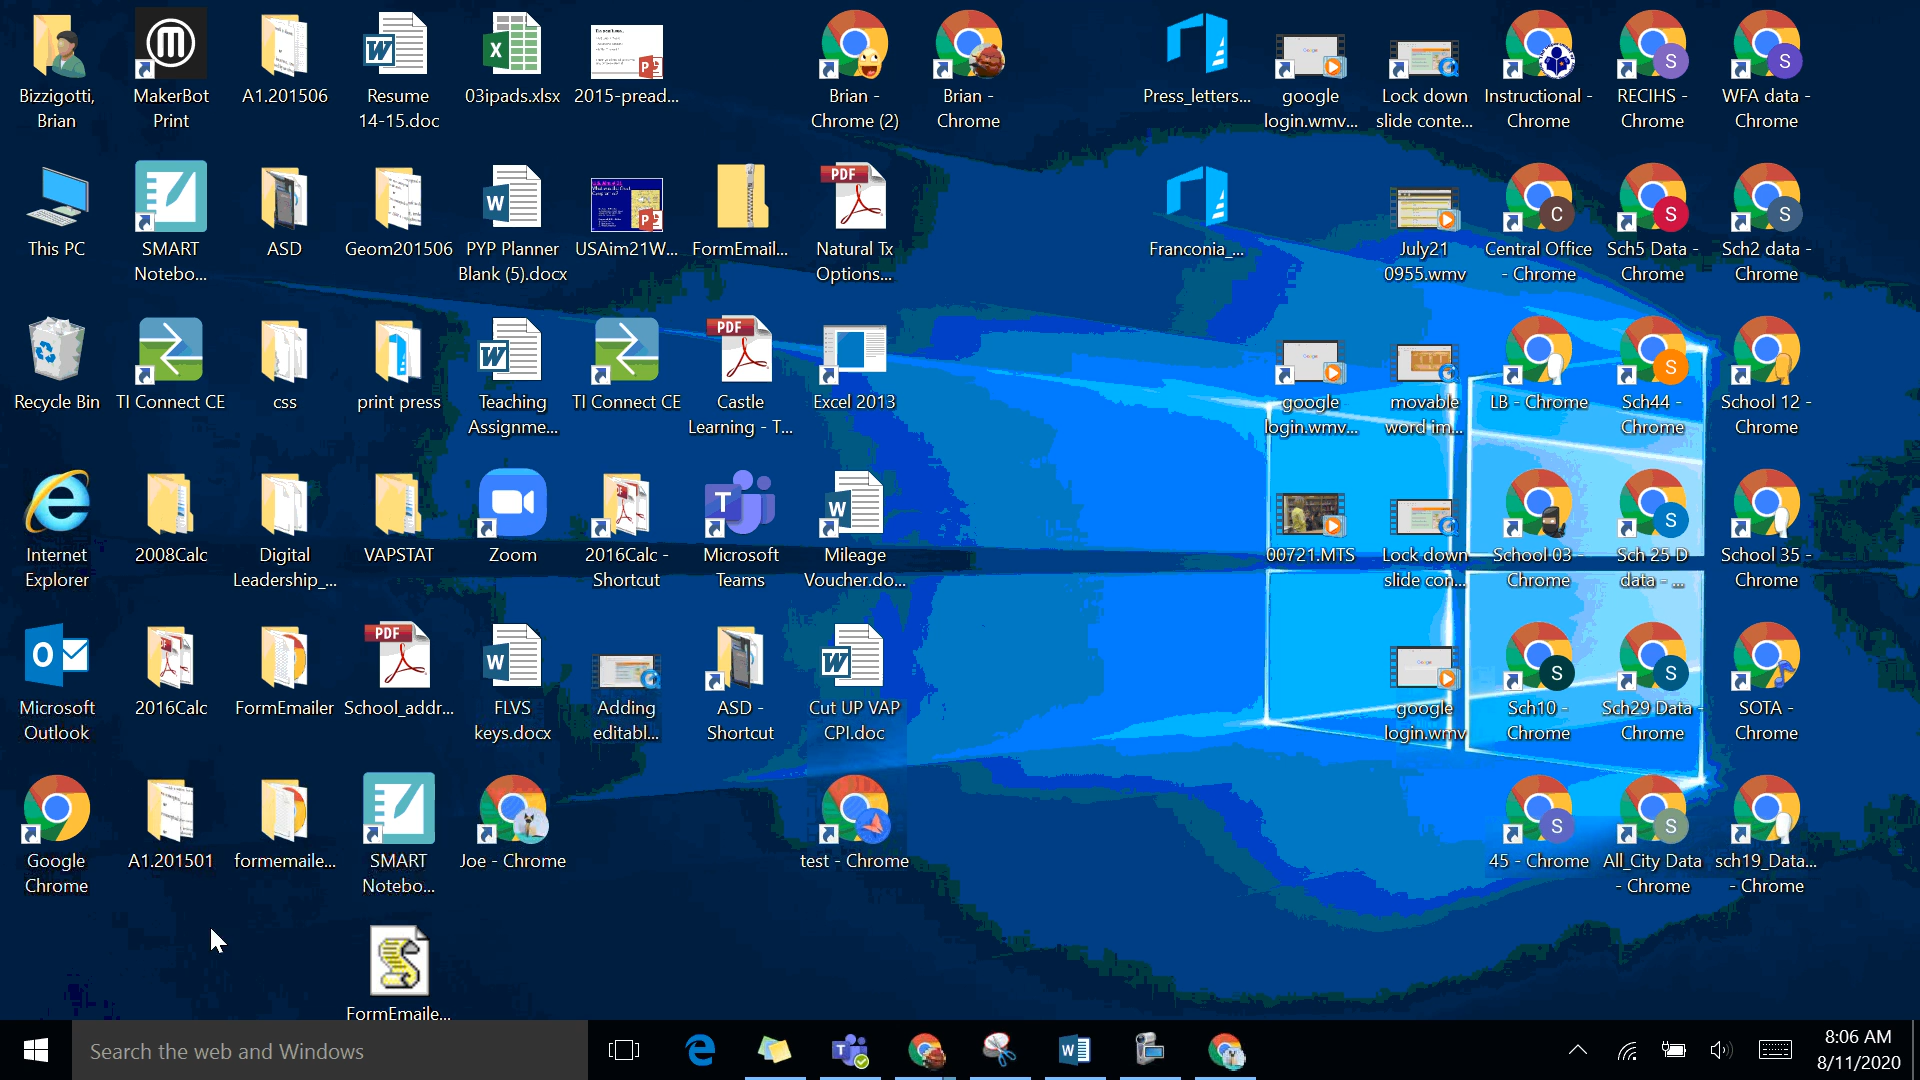 Bizzigotti,
Brian
MakerBot
Print
A1.201506
Resume
14-15.doc
03ipads.xlsx
2015-pread...
Brian -
Chrome (2)
Brian -
Chrome
Press_letters...
google
login.wmv...
Lock down
slide conte...
Instructional -
Chrome
RECIHS -
Chrome
WFA data -
Chrome
This PC
SMART
Notebo...
ASD
Geom201506
PYP Planner
Blank (5).docx
USAim21W...
FormEmail...
Natural Tx
Options...
Franconia_...
July21
0955.wmv
Central Office
- Chrome
Sch5 Data -
Chrome
Sch2 data -
Chrome
Recycle Bin
TI Connect CE
css
print press
Teaching
Assignme...
TI Connect CE
Castle
Learning - T...
Excel 2013
google
login.wmv...
movable
word im...
LB - Chrome
Sch44 -
Chrome
School 12 -
Chrome
Internet
Explorer
2008Calc
Digital
Leadership_...
VAPSTAT
Zoom
2016Calc -
Shortcut
Microsoft
Teams
Mileage
Voucher.do...
00721.MTS
Lock down
slide con...
School 03 -
Chrome
Sch 25 D
data - ...
School 35 -
Chrome
Microsoft
Outlook
2016Calc
FormEmailer
School_addr...
FLVS
keys.docx
Adding
editabl...
ASD -
Shortcut
Cut UP VAP
CPI.doc
google
login.wmv
Sch10 -
Chrome
Sch29 Data -
Chrome
SOTA -
Chrome
Google
Chrome
A1.201501
formemaile...
SMART
Notebo...
Joe - Chrome
test - Chrome
45 - Chrome
All_City Data
- Chrome
sch19_Data...
- Chrome
FormEmaile...
Search the web and Windows
8:06 AM
8/11/2020